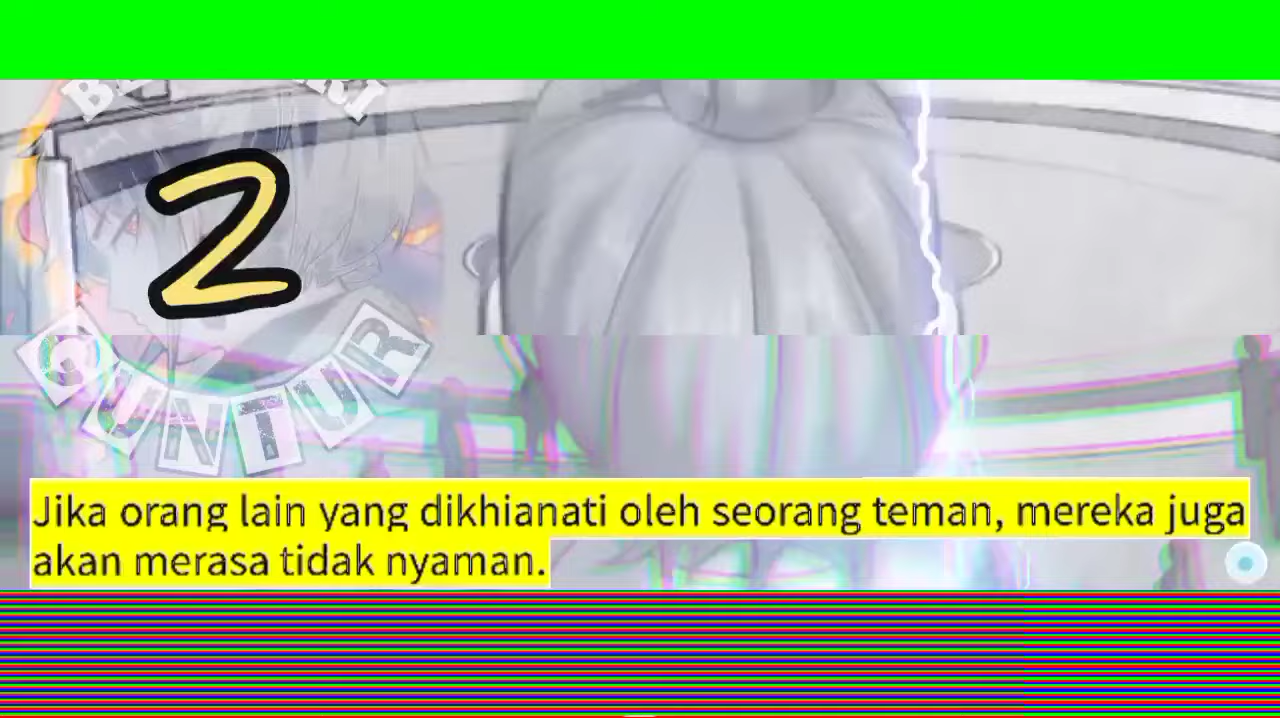 2
GUNTUR
Jika orang lain yang dikhianati oleh seorang teman, mereka juga
akan merasa tidak nyaman.